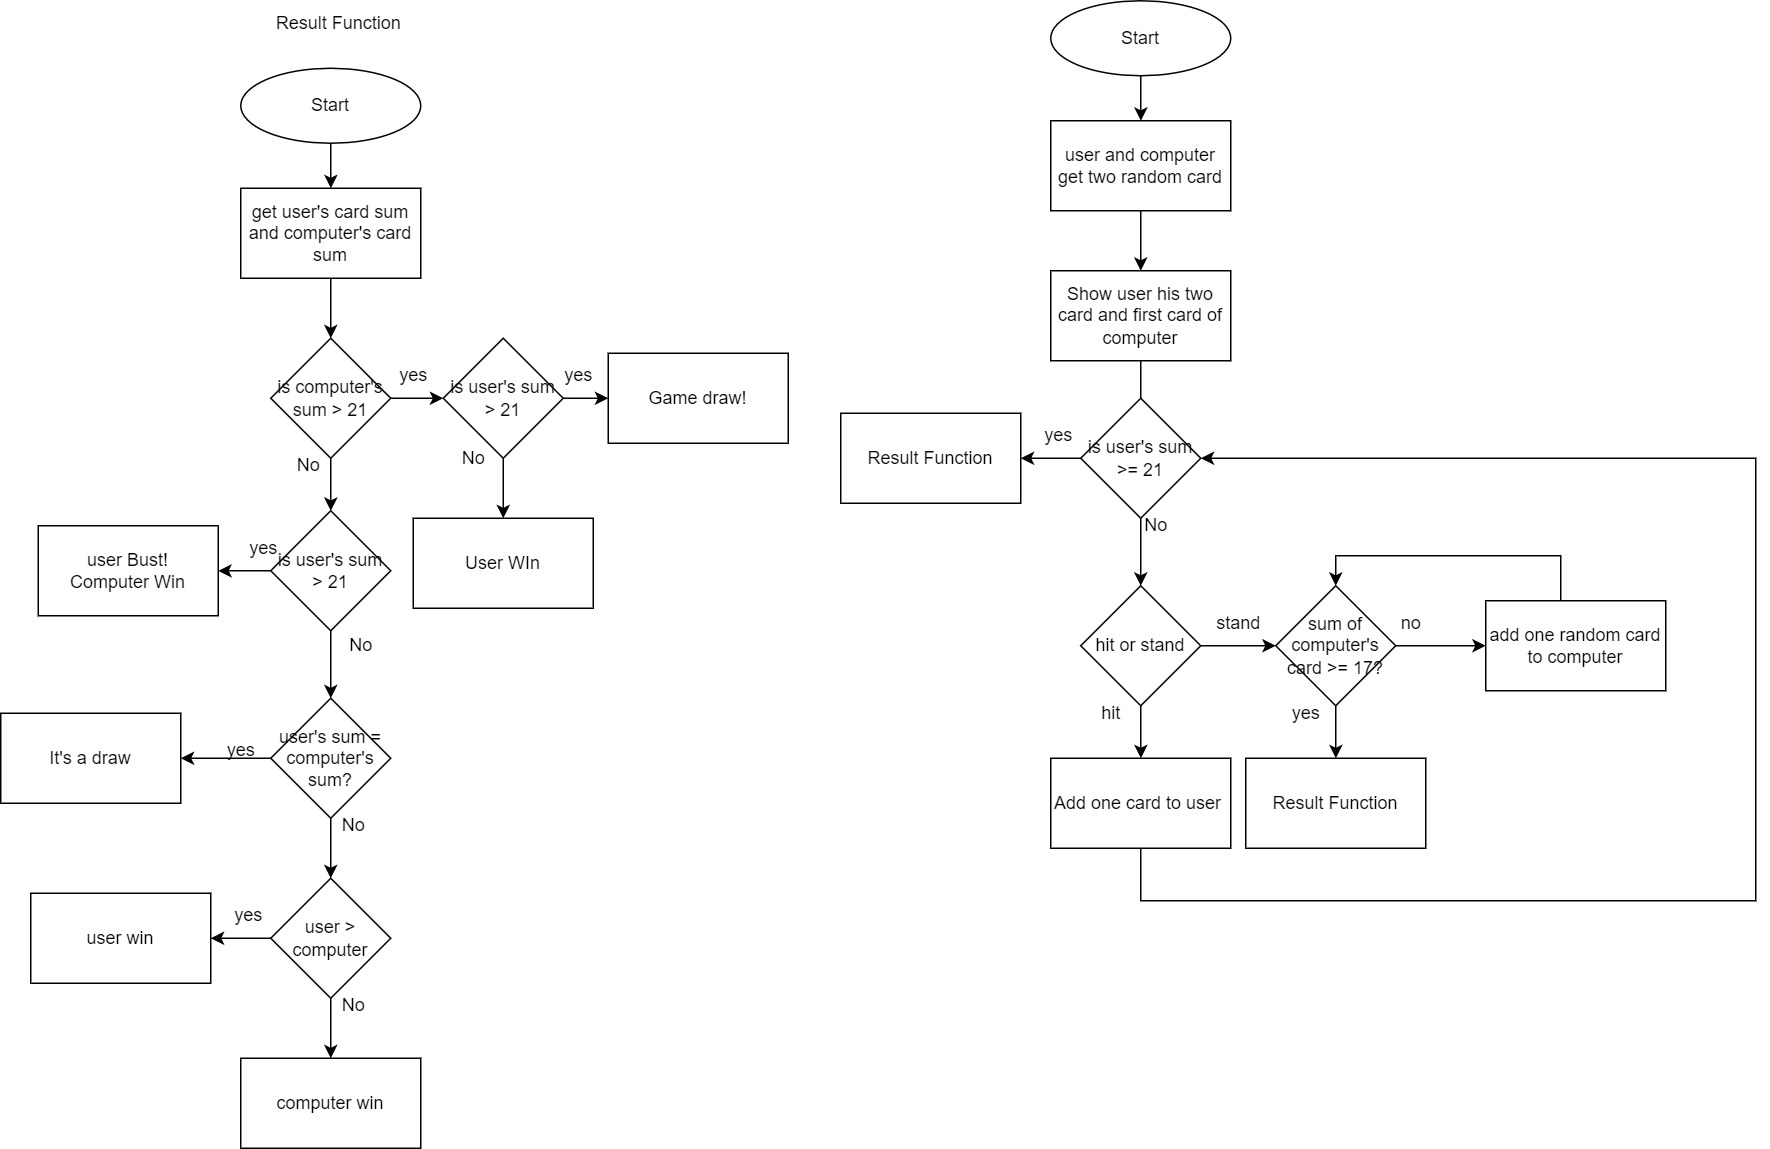 Result Function
Start
get user's card sum
and computer's card
sum
is computer's
sum > 21
yes
is user's sum
> 21
yes
Game draw!
No
No
User WIn
is user's sum
> 21
yes
user Bust!
Computer Win
No
user's sum =
computer's
sum?
yes
It's a draw
No
user >
computer
yes
user win
No
computer win
Start
user and computer
get two random card
Show user his two
card and first card of
computer
is user's sum
>= 21
yes
Result Function
No
hit or stand
stand
sum of
computer's
card >= 17?
no
add one random card
to computer
hit
yes
Add one card to user
Result Function